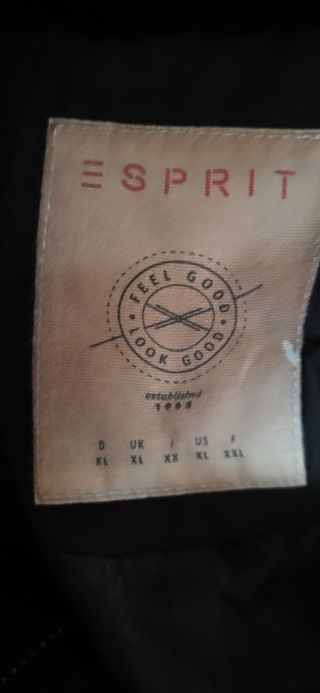 ESPRIT
FEEL GOOD
LOOK GOOD
established
1968
D UK I US F
XL XL XX XL XXL